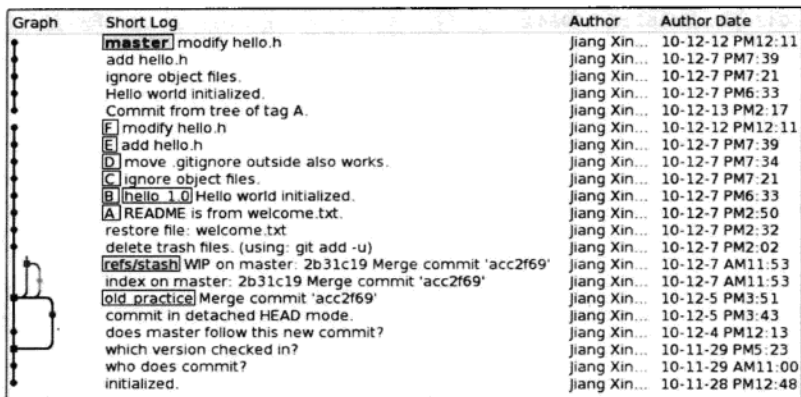 Graph Short Log Author Author Date
master modify hello.h Jiang Xin... 10-12-12 PM12:11
add hello.h Jiang Xin... 10-12-7 PM7:39
ignore object files. Jiang Xin... 10-12-7 PM7:21
Hello world initialized. Jiang Xin... 10-12-7 PM6:33
Commit from tree of tag A. Jiang Xin... 10-12-13 PM2:17
F modify hello.h Jiang Xin... 10-12-12 PM12:11
E add hello.h Jiang Xin... 10-12-7 PM7:39
D move .gitignore outside also works. Jiang Xin... 10-12-7 PM7:34
C ignore object files. Jiang Xin... 10-12-7 PM7:21
B hello_1.0 Hello world initialized. Jiang Xin... 10-12-7 PM6:33
A README is from welcome.txt. Jiang Xin... 10-12-7 PM2:50
restore file: welcome.txt Jiang Xin... 10-12-7 PM2:32
delete trash files. (using: git add -u) Jiang Xin... 10-12-7 PM2:02
refs/stash WIP on master: 2b31c19 Merge commit 'acc2f69' Jiang Xin... 10-12-7 AM11:53
index on master: 2b31c19 Merge commit 'acc2f69' Jiang Xin... 10-12-7 AM11:53
old_practice Merge commit 'acc2f69' Jiang Xin... 10-12-5 PM3:51
commit in detached HEAD mode. Jiang Xin... 10-12-5 PM3:43
does master follow this new commit? Jiang Xin... 10-12-4 PM12:13
which version checked in? Jiang Xin... 10-11-29 PM5:23
who does commit? Jiang Xin... 10-11-29 AM11:00
initialized. Jiang Xin... 10-11-28 PM12:48